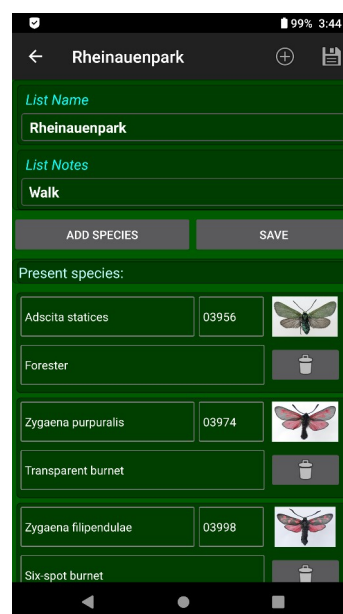 99% 3:44
Rheinauenpark
List Name
Rheinauenpark
List Notes
Walk
ADD SPECIES SAVE
Present species:
Adscita statices 03956
Forester
Zygaena purpuralis 03974
Transparent burnet
Zygaena filipendulae 03998
Six-spot burnet